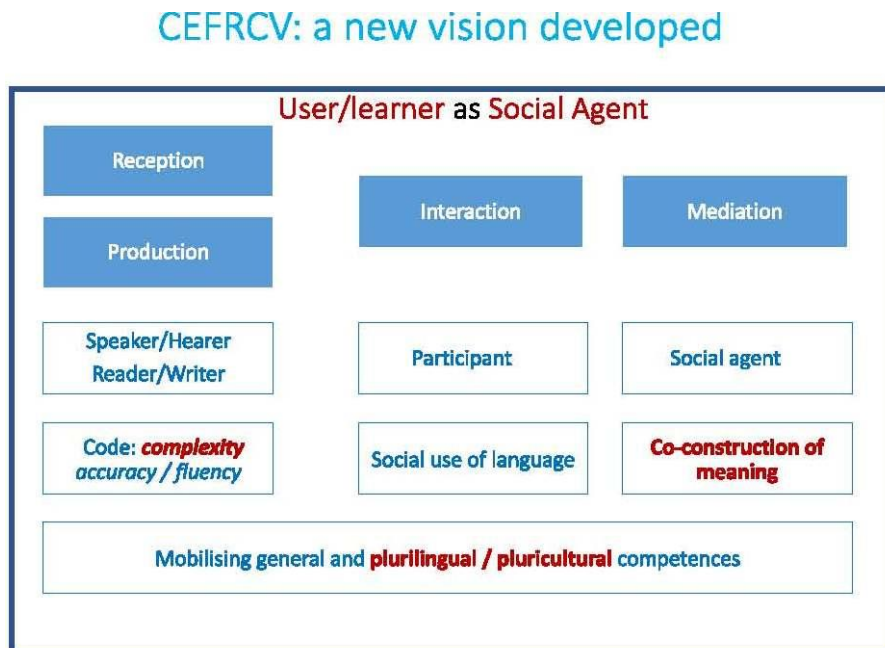 CEFRCV: a new vision developed
User/learner as Social Agent
Reception
Production
Interaction
Mediation
Speaker/Hearer
Reader/Writer
Participant
Social agent
Code: complexity
accuracy / fluency
Social use of language
Co-construction of
meaning
Mobilising general and plurilingual / pluricultural competences